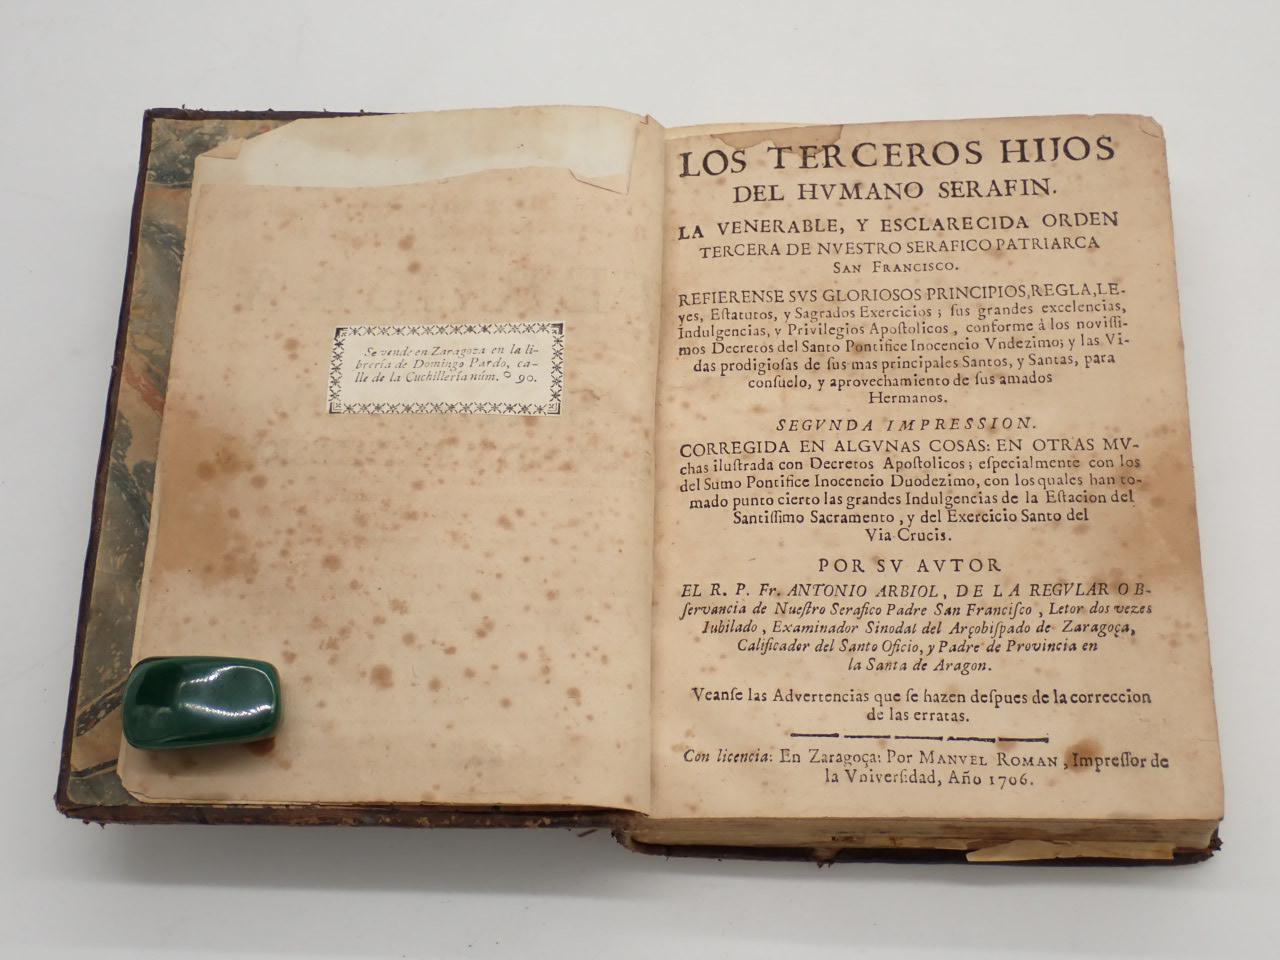 Se vende en Zaragoza en la li-
brería de Domingo Pardo, ca-
lle de la Cuchillería núm.º 90.
LOS TERCEROS HIJOS
DEL HVMANO SERAFIN.
LA VENERABLE, Y ESCLARECIDA ORDEN
TERCERA DE NVESTRO SERAFICO PATRIARCA
SAN FRANCISCO.
REFIERENSE SVS GLORIOSOS PRINCIPIOS, REGLA, LE-
yes, Eſtatutos, y Sagrados Exercicios; ſus grandes excelencias,
Indulgencias, y Privilegios Apoſtolicos, conforme à los noviſſi-
mos Decretos del Santo Pontifice Inocencio Vndezimo; y las Vi-
das prodigioſas de ſus mas principales Santos, y Santas, para
conſuelo, y aprovechamiento de ſus amados
Hermanos.
SEGVNDA IMPRESSION.
CORREGIDA EN ALGVNAS COSAS: EN OTRAS MV-
chas iluſtrada con Decretos Apoſtolicos; eſpecialmente con los
del Sumo Pontifice Inocencio Duodezimo, con los quales han to-
mado punto cierto las grandes Indulgencias de la Eſtacion del
Santiſſimo Sacramento, y del Exercicio Santo del
Via Crucis.
POR SV AVTOR
EL R. P. Fr. ANTONIO ARBIOL, DE LA REGVLAR OB-
ſervancia de Nueſtro Serafico Padre San Franciſco, Letor dos vezes
Iubilado, Examinador Sinodal del Arçobiſpado de Zaragoça,
Calificador del Santo Oficio, y Padre de Provincia en
la Santa de Aragon.
Veanſe las Advertencias que ſe hazen deſpues de la correccion
de las erratas.
Con licencia: En Zaragoça: Por MANVEL ROMAN, Impreſſor de
la Vniverſidad, Año 1706.